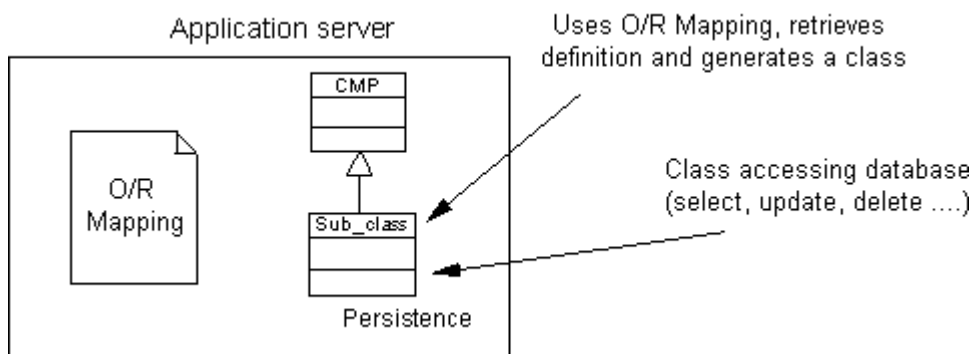 Application server
Uses O/R Mapping, retrieves
definition and generates a class
CMP
O/R
Mapping
Class accessing database
(select, update, delete ....)
Sub_class
Persistence